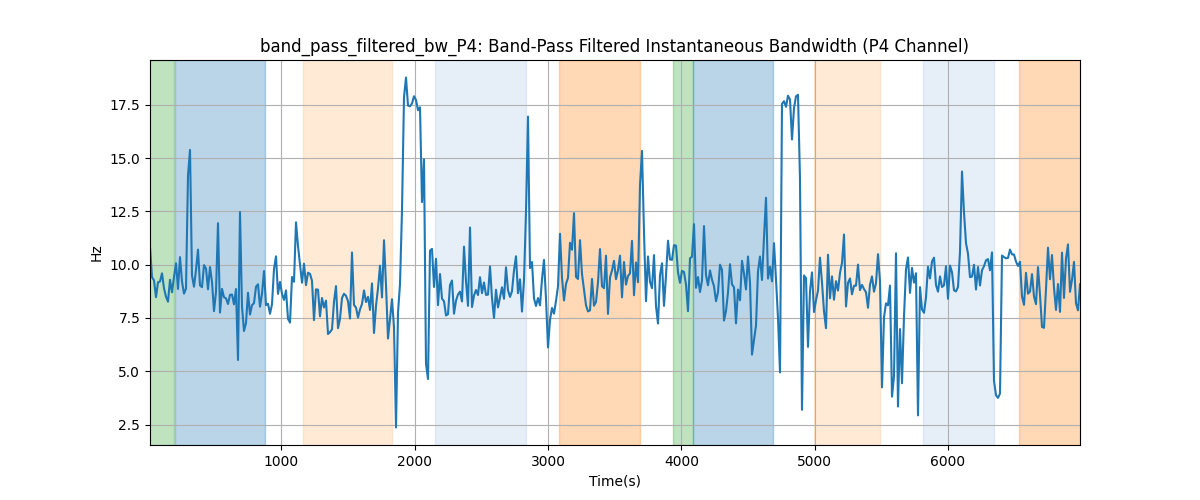 band_pass_filtered_bw_P4: Band-Pass Filtered Instantaneous Bandwidth (P4 Channel)
17.5
15.0
12.5
10.0
7.5
5.0
2.5
Hz
1000 2000 3000 4000 5000 6000
Time(s)